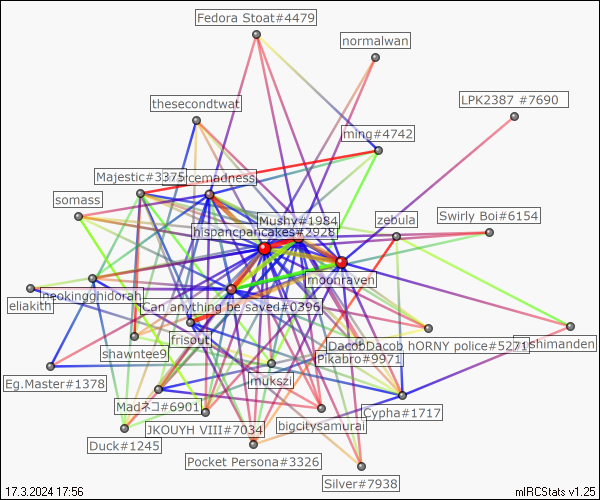 Fedora Stoat#4479
normalwan
LPK2387 #7690
thesecondtwat
ming#4742
Majestic#3375
rcemadness
somass
Mushy#1984
zebula
Swirly Boi#6154
hispancpancakes#2928
moonraven
neokingghidorah
eliakith
Can anything be saved#0396
frisout
DacobDacob hORNY police#5271
shimanden
shawntee9
Pikabro#9971
Eg.Master#1378
mukszi
Madネコ#6901
Cypha#1717
JKOUYH VIII#7034
bigcitysamurai
Duck#1245
Pocket Persona#3326
Silver#7938
17.3.2024 17:56
mIRCStats v1.25